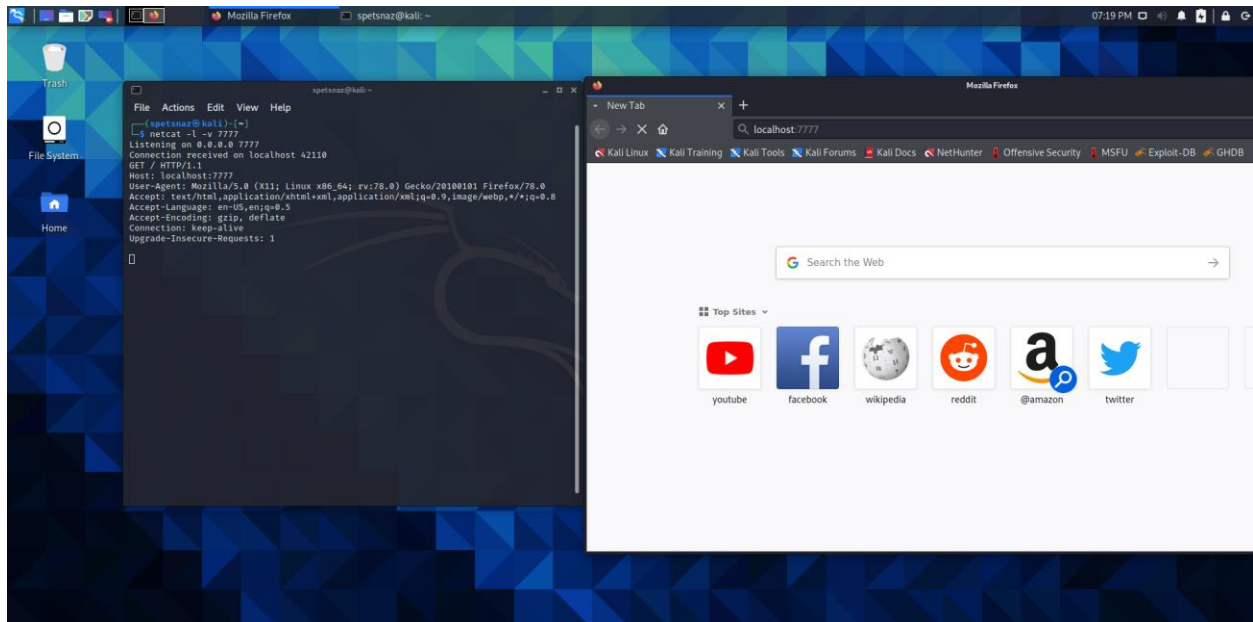 Mozilla Firefox
spetsnaz@kali: ~
07:19 PM
Trash
File System
Home
spetsnaz@kali: ~
File Actions Edit View Help
┌──(spetsnaz㉿kali)-[~]
└─$ netcat -l -v 7777
Listening on 0.0.0.0 7777
Connection received on localhost 42110
GET / HTTP/1.1
Host: localhost:7777
User-Agent: Mozilla/5.0 (X11; Linux x86_64; rv:78.0) Gecko/20100101 Firefox/78.0
Accept: text/html,application/xhtml+xml,application/xml;q=0.9,image/webp,*/*;q=0.8
Accept-Language: en-US,en;q=0.5
Accept-Encoding: gzip, deflate
Connection: keep-alive
Upgrade-Insecure-Requests: 1
Mozilla Firefox
New Tab
localhost:7777
Kali Linux Kali Training Kali Tools Kali Forums Kali Docs NetHunter Offensive Security MSFU Exploit-DB GHDB
Search the Web
Top Sites
youtube facebook wikipedia reddit @amazon twitter